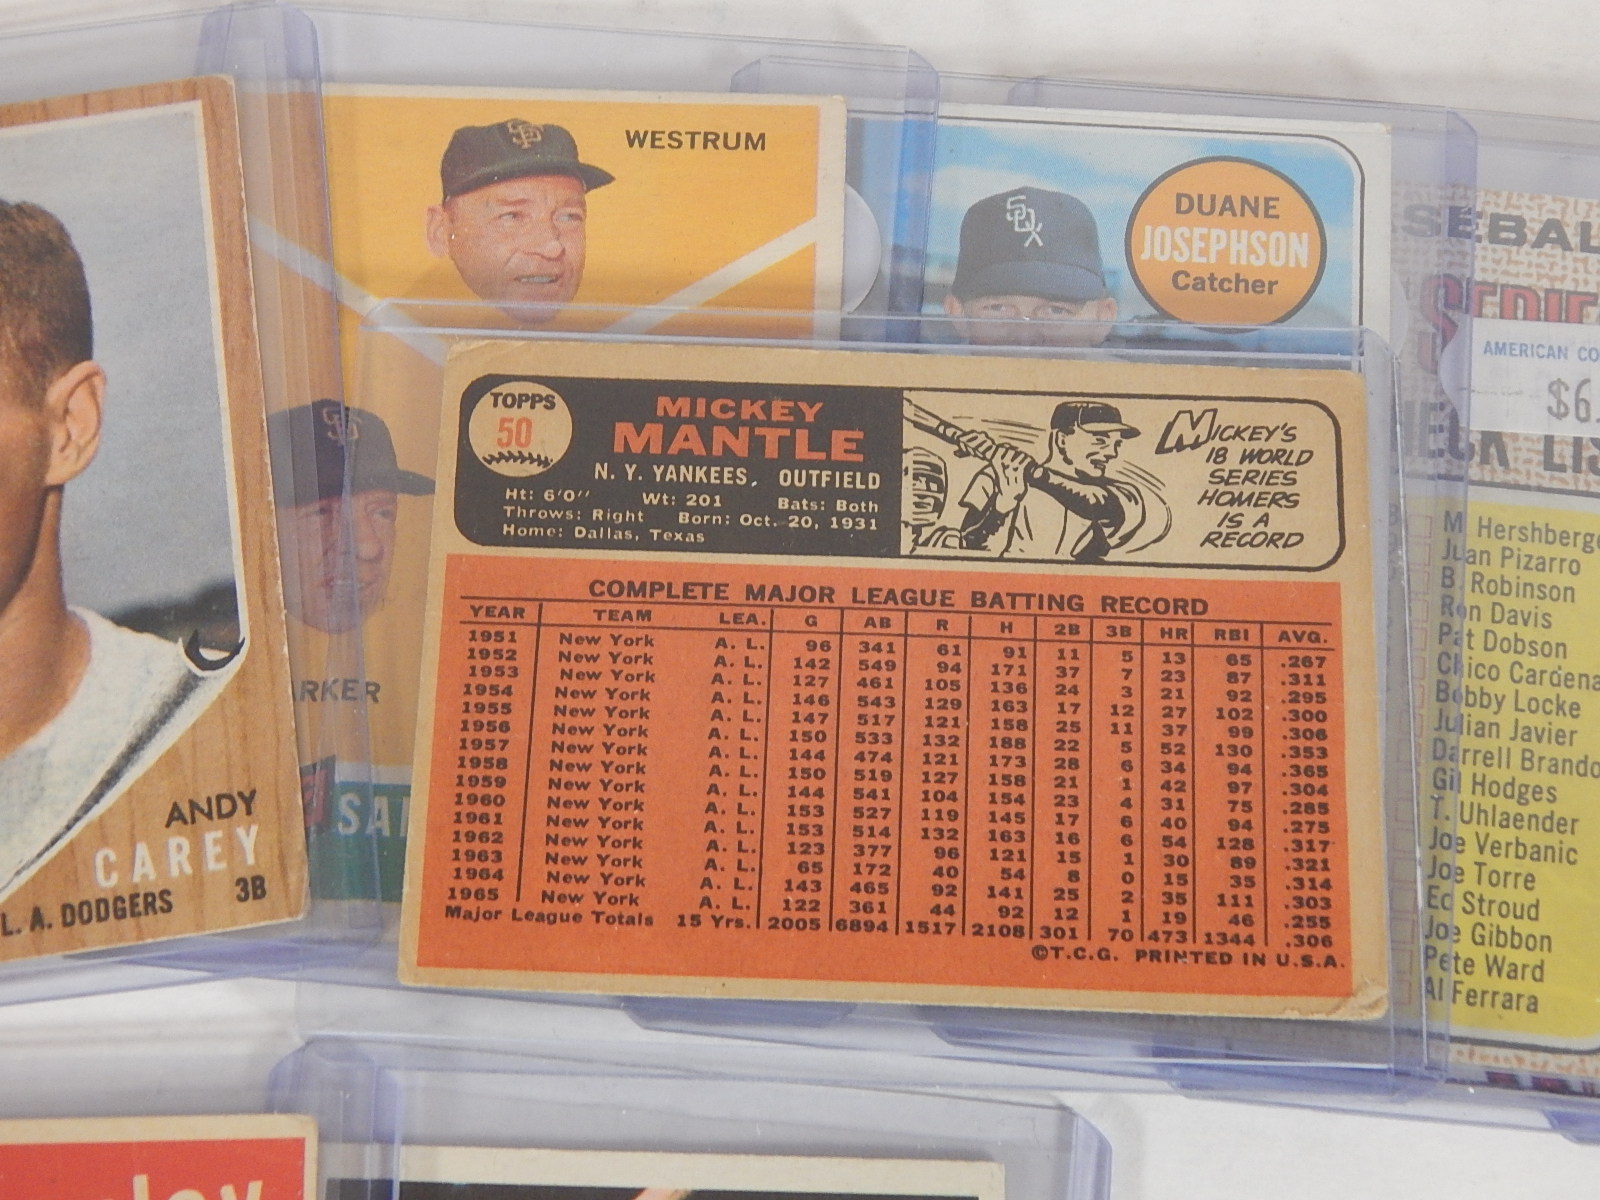 WESTRUM
DUANE
JOSEPHSON
Catcher
AMERICAN CO
$6.
M Hershberge
Juan Pizarro
B. Robinson
Ron Davis
Pat Dobson
Chico Cardena
Bobby Locke
Julian Javier
Darrell Brando
Gil Hodges
T. Uhlaender
Joe Verbanic
Joe Torre
Ed Stroud
Joe Gibbon
Pete Ward
Al Ferrara
ANDY
CAREY
L. A. DODGERS 3B
ARKER
SAN
TOPPS
50
MICKEY
MANTLE
N. Y. YANKEES, OUTFIELD
Ht: 6'0'' Wt: 201 Bats: Both
Throws: Right Born: Oct. 20, 1931
Home: Dallas, Texas
MICKEY'S
18 WORLD
SERIES
HOMERS
IS A
RECORD
COMPLETE MAJOR LEAGUE BATTING RECORD
YEAR TEAM LEA. G AB R H 2B 3B HR RBI AVG.
1951 New York A. L. 96 341 61 91 11 5 13 65 .267
1952 New York A. L. 142 549 94 171 37 7 23 87 .311
1953 New York A. L. 127 461 105 136 24 3 21 92 .295
1954 New York A. L. 146 543 129 163 17 12 27 102 .300
1955 New York A. L. 147 517 121 158 25 11 37 99 .306
1956 New York A. L. 150 533 132 188 22 5 52 130 .353
1957 New York A. L. 144 474 121 173 28 6 34 94 .365
1958 New York A. L. 150 519 127 158 21 1 42 97 .304
1959 New York A. L. 144 541 104 154 23 4 31 75 .285
1960 New York A. L. 153 527 119 145 17 6 40 94 .275
1961 New York A. L. 153 514 132 163 16 6 54 128 .317
1962 New York A. L. 123 377 96 121 15 1 30 89 .321
1963 New York A. L. 65 172 40 54 8 0 15 35 .314
1964 New York A. L. 143 465 92 141 25 2 35 111 .303
1965 New York A. L. 122 361 44 92 12 1 19 46 .255
Major League Totals 15 Yrs. 2005 6894 1517 2108 301 70 473 1344 .306
©T.C.G. PRINTED IN U.S.A.